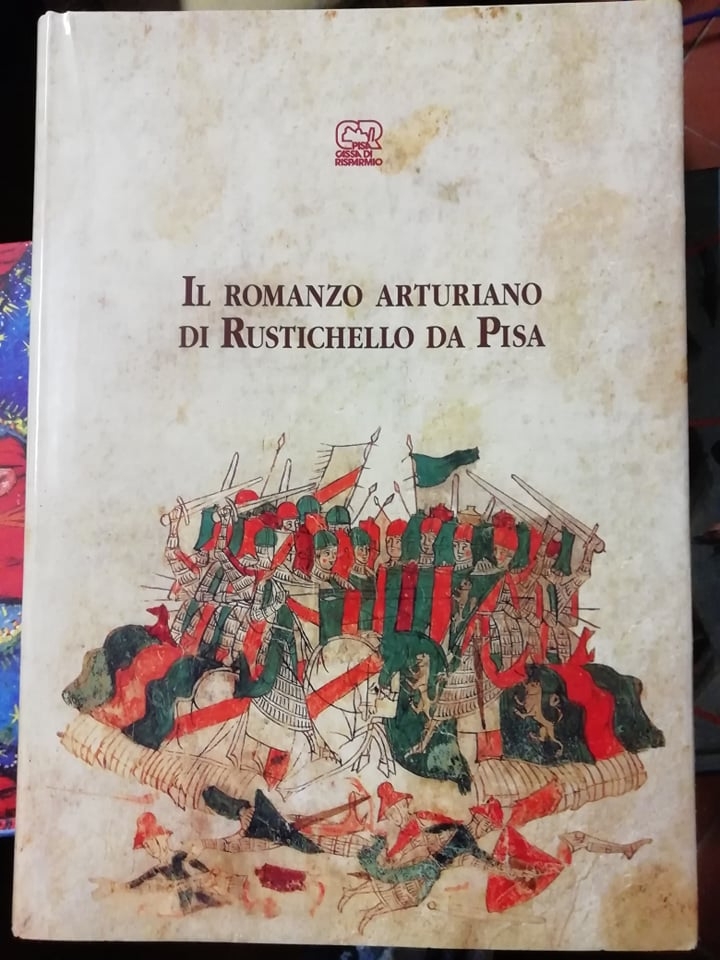 CR
PISA
CASSA DI
RISPARMIO
IL ROMANZO ARTURIANO
DI RUSTICHELLO DA PISA